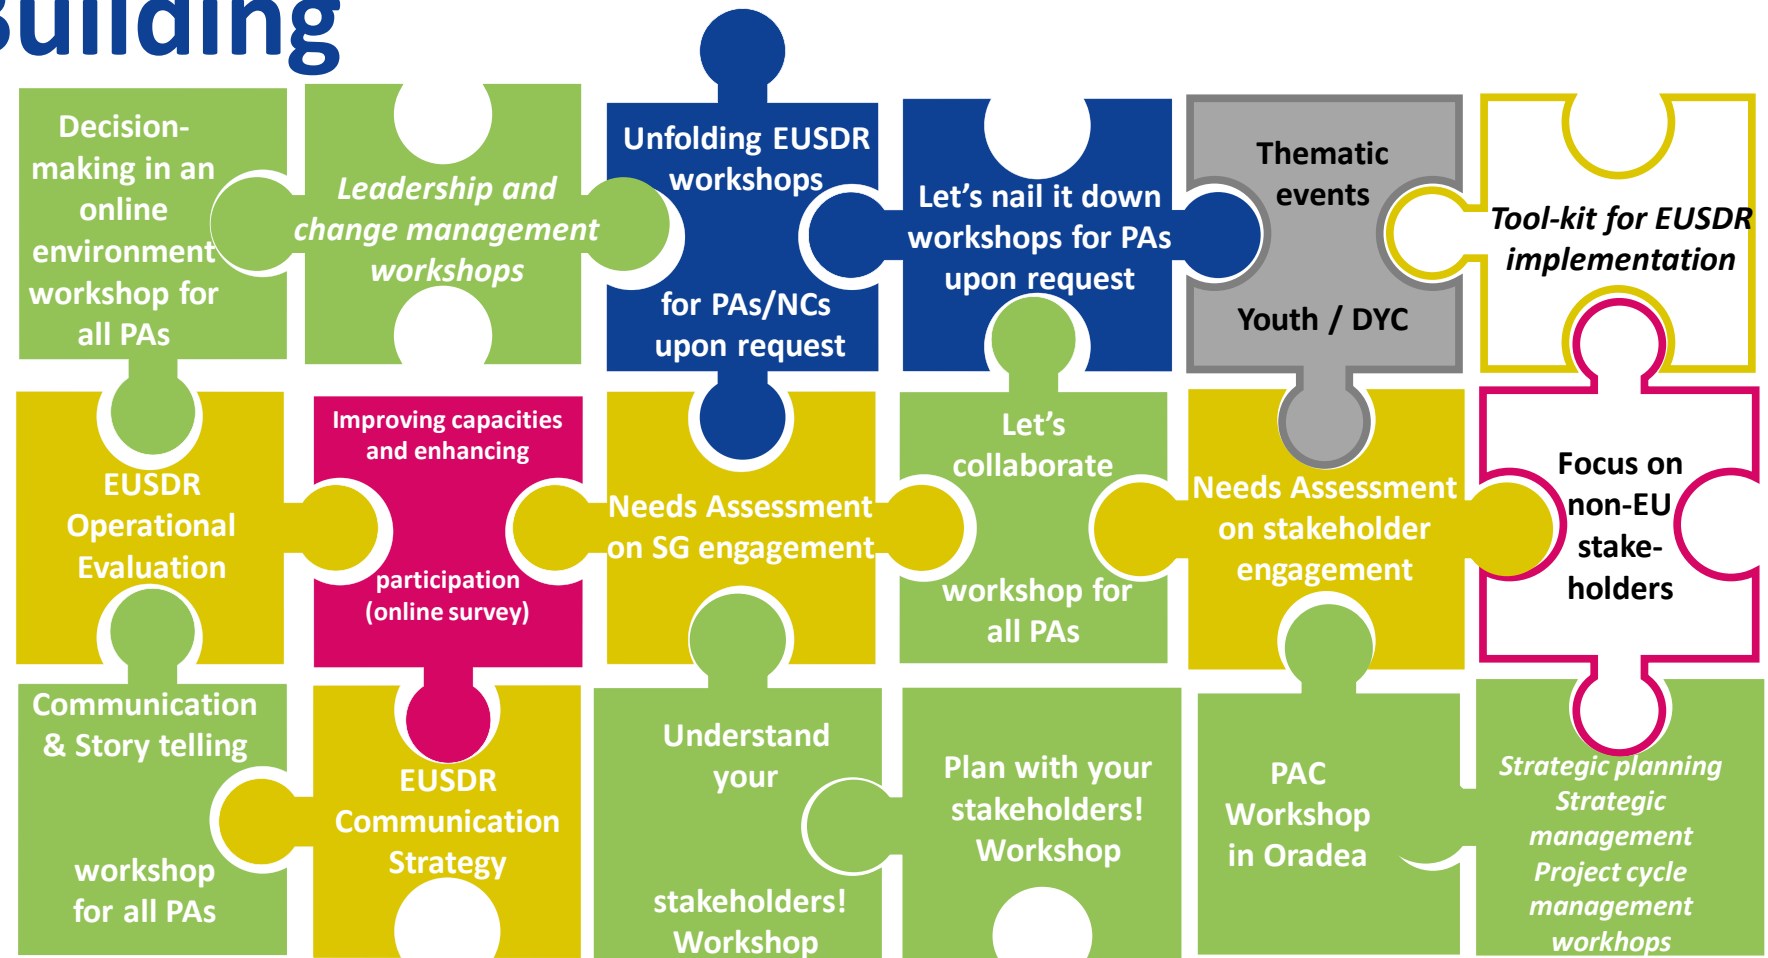 Building
Decision-
making in an
online
environment
workshop for
all PAs
Leadership and
change management
workshops
Unfolding EUSDR
workshops
for PAs/NCs
upon request
Let's nail it down
workshops for PAs
upon request
Thematic
events
Youth / DYC
Tool-kit for EUSDR
implementation
EUSDR
Operational
Evaluation
Improving capacities
and enhancing
participation
(online survey)
Needs Assessment
on SG engagement
Let's
collaborate
workshop for
all PAs
Needs Assessment
on stakeholder
engagement
Focus on
non-EU
stake-
holders
Communication
& Story telling
workshop
for all PAs
EUSDR
Communication
Strategy
Understand
your
stakeholders!
Workshop
Plan with your
stakeholders!
Workshop
PAC
Workshop
in Oradea
Strategic planning
Strategic
management
Project cycle
management
workhops